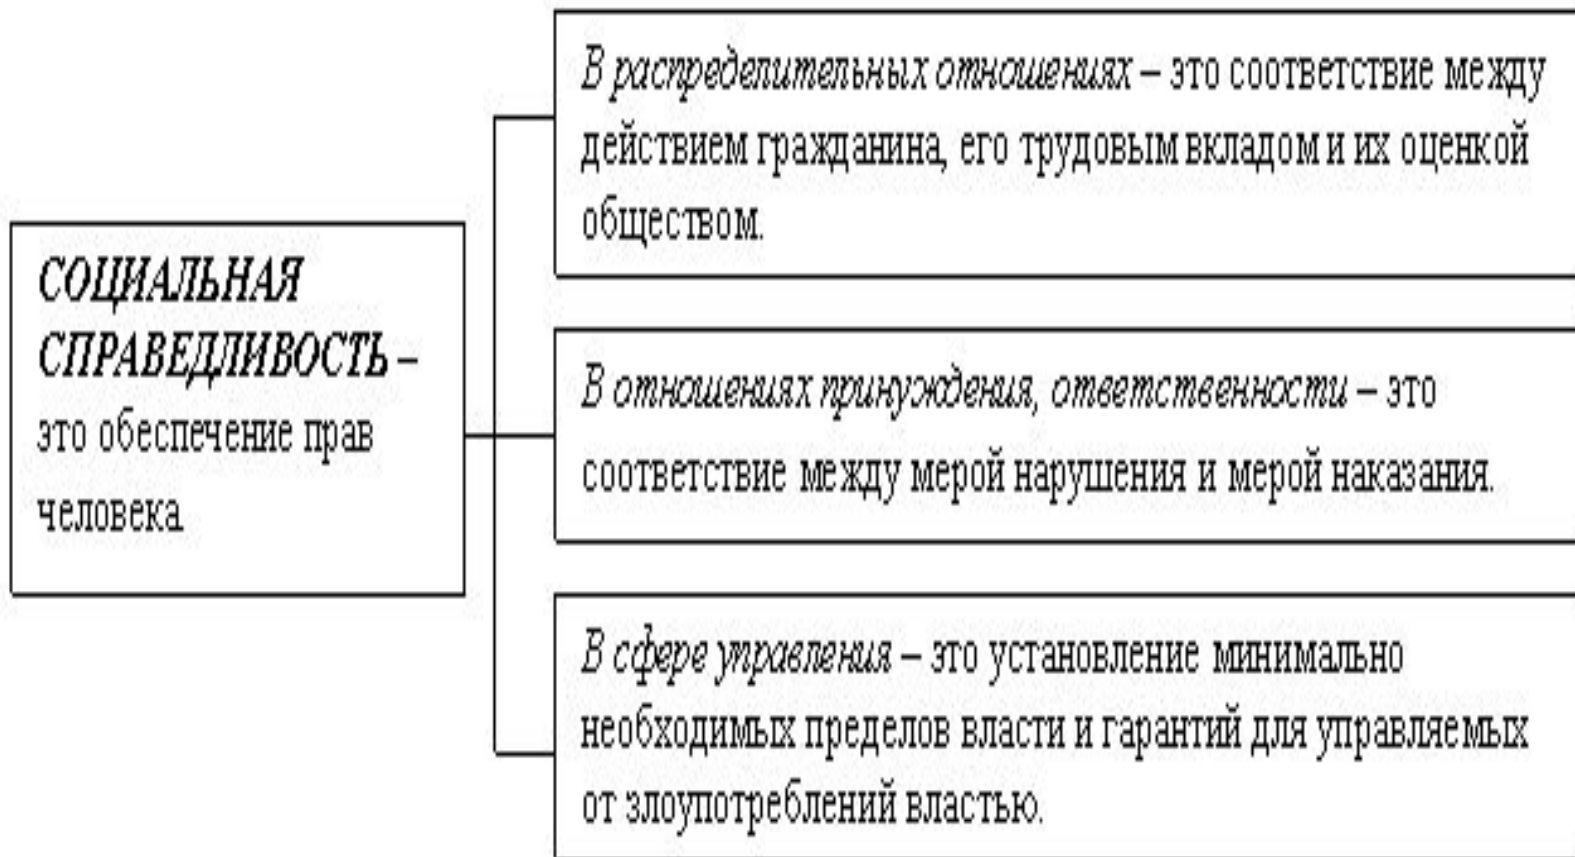 СОЦИАЛЬНАЯ
СПРАВЕДЛИВОСТЬ –
это обеспечение прав
человека
В распределительных отношениях – это соответствие между
действием гражданина, его трудовым вкладом и их оценкой
обществом.
В отношениях принуждения, ответственности – это
соответствие между мерой нарушения и мерой наказания.
В сфере управления – это установление минимально
необходимых пределов власти и гарантий для управляемых
от злоупотреблений властью.